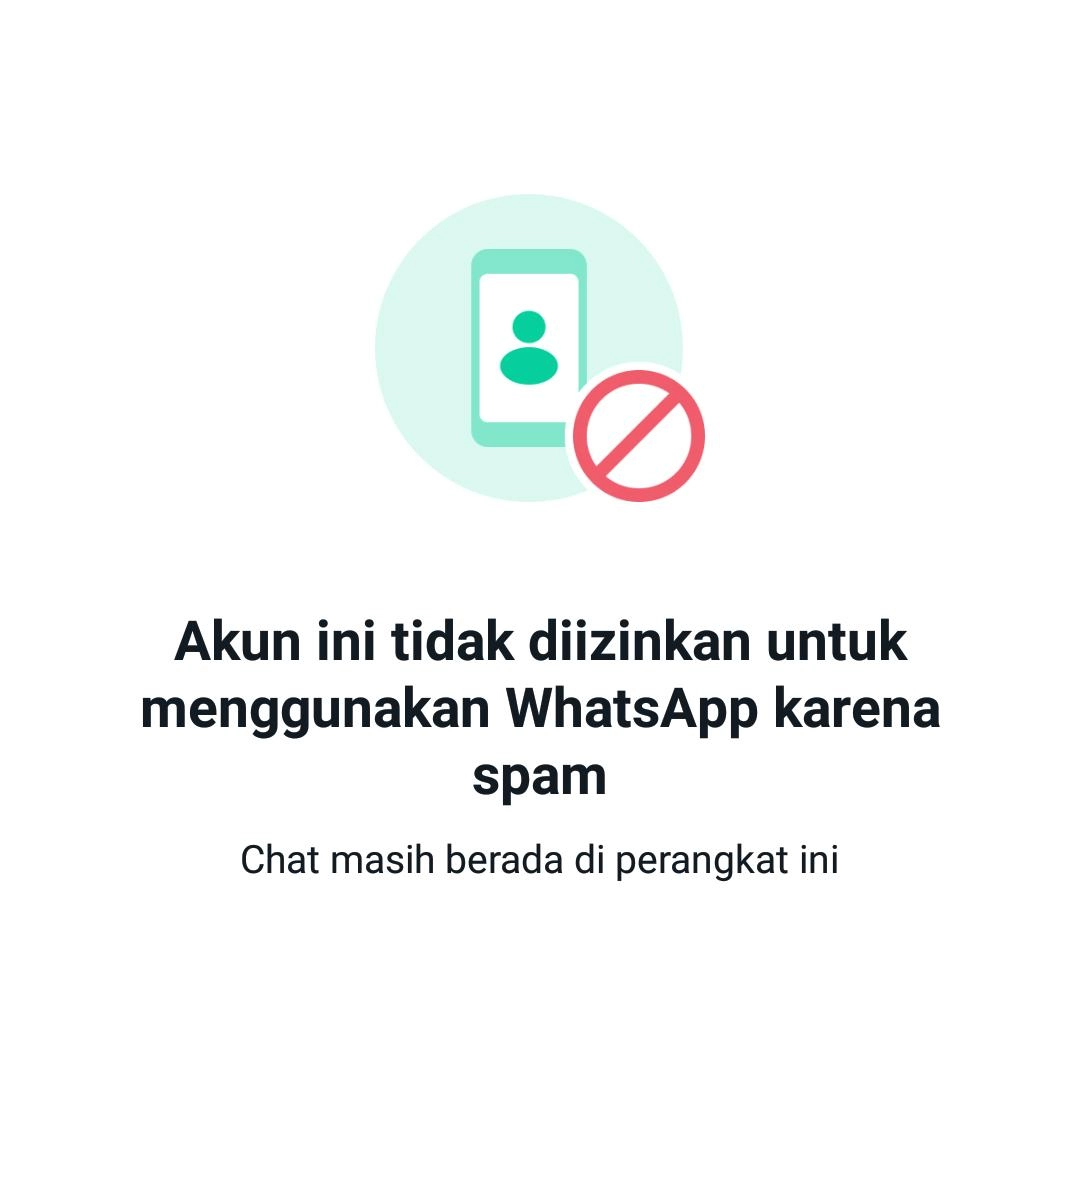 Akun ini tidak diizinkan untuk
menggunakan WhatsApp karena
spam
Chat masih berada di perangkat ini